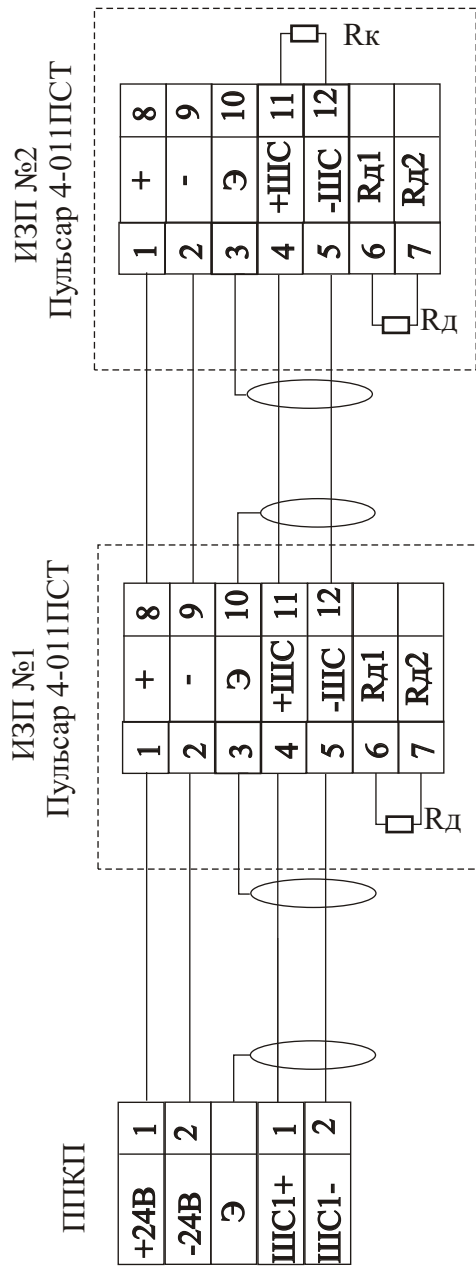 ППКП
+24В 1
-24В 2
Э
ШС1+ 1
ШС1- 2
ИЗП №1
Пульсар 4-011ПСТ
1 + 8
2 - 9
3 Э 10
4 +ШС 11
5 -ШС 12
6 Rд1
7 Rд2
Rд
ИЗП №2
Пульсар 4-011ПСТ
1 + 8
2 - 9
3 Э 10
4 +ШС 11
5 -ШС 12
6 Rд1
7 Rд2
Rд
Rк